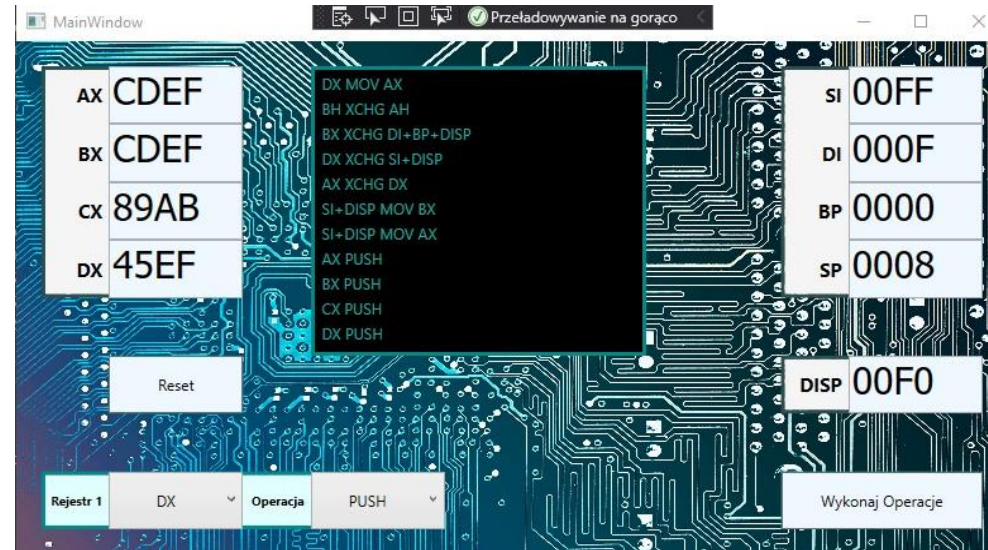 MainWindow
Przeładowywanie na gorąco
AX CDEF
BX CDEF
CX 89AB
DX 45EF
DX MOV AX
BH XCHG AH
BX XCHG DI+BP+DISP
DX XCHG SI+DISP
AX XCHG DX
SI+DISP MOV BX
SI+DISP MOV AX
AX PUSH
BX PUSH
CX PUSH
DX PUSH
SI 00FF
DI 000F
BP 0000
SP 0008
Reset
DISP 00F0
Rejestr 1 DX Operacja PUSH Wykonaj Operacje